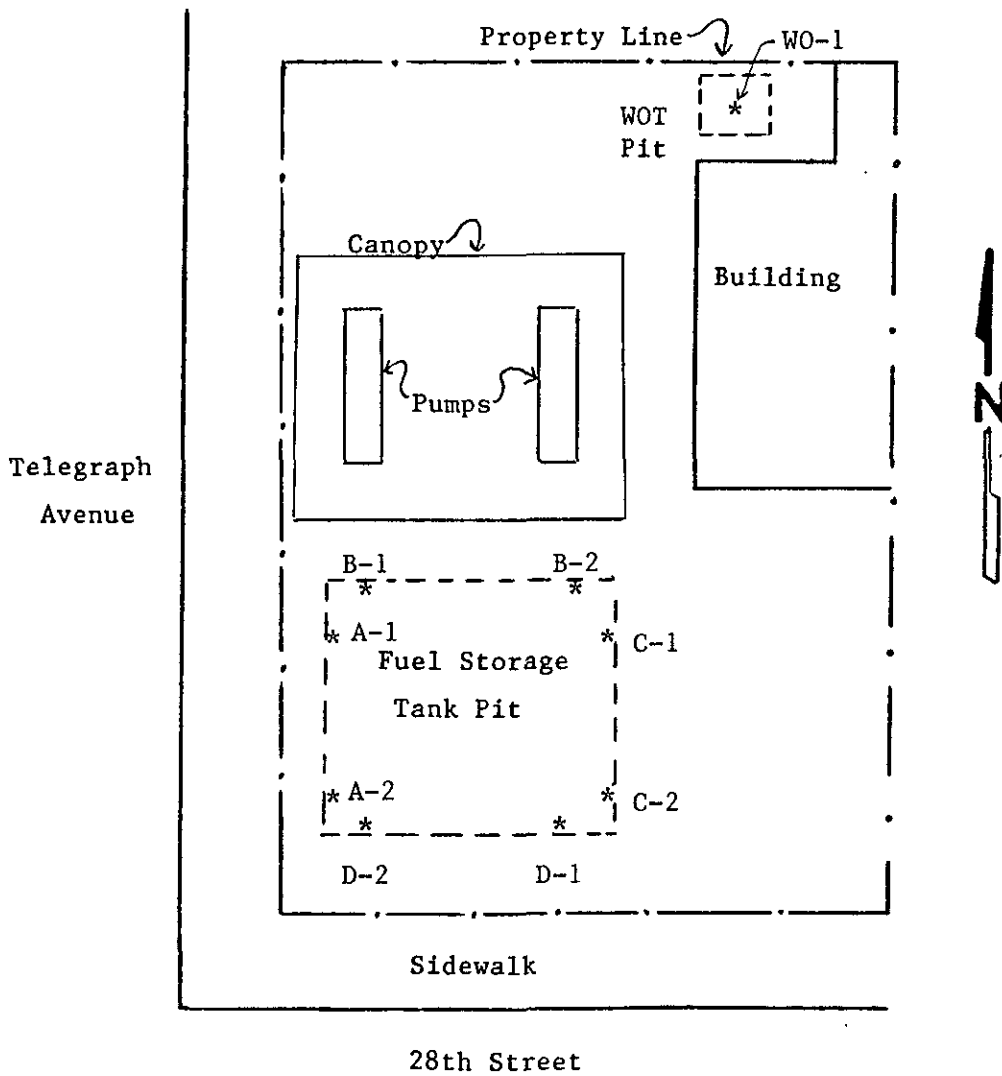 Property Line
WO-1
*
WOT
Pit
Canopy
Building
Pumps
N
Telegraph
Avenue
B-1
B-2
*
*
* A-1
* C-1
Fuel Storage
Tank Pit
* A-2
* C-2
*
*
D-2
D-1
Sidewalk
28th Street